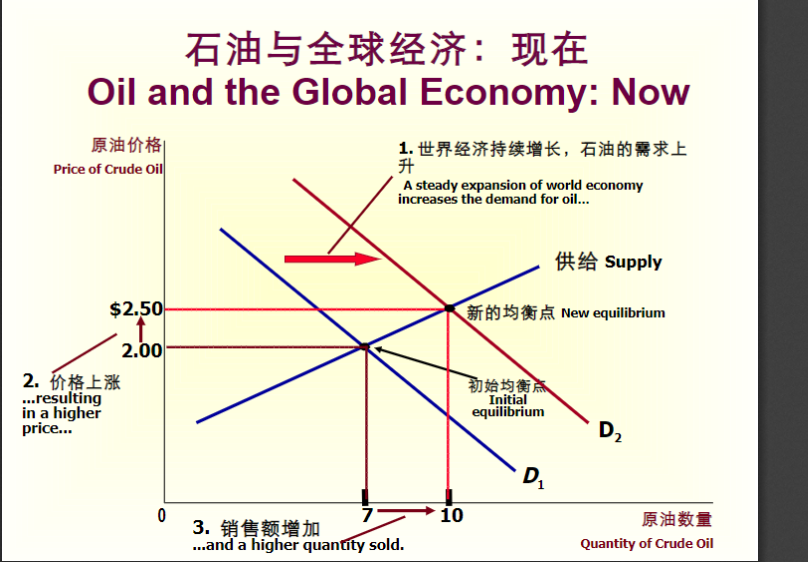 石油与全球经济：现在
Oil and the Global Economy: Now
原油价格
Price of Crude Oil
1. 世界经济持续增长，石油的需求上
升
A steady expansion of world economy
increases the demand for oil...
供给 Supply
$2.50
新的均衡点 New equilibrium
2.00
2. 价格上涨
...resulting
in a higher
price...
初始均衡点
Initial
equilibrium
D2
D1
0
7
10
原油数量
Quantity of Crude Oil
3. 销售额增加
...and a higher quantity sold.